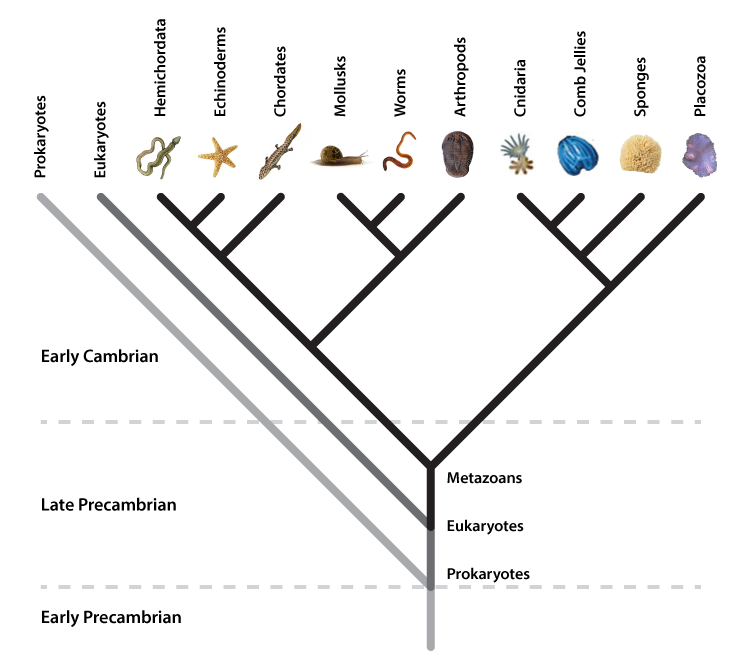 Prokaryotes
Eukaryotes
Hemichordata
Echinoderms
Chordates
Mollusks
Worms
Arthropods
Cnidaria
Comb Jellies
Sponges
Placozoa
Early Cambrian
Metazoans
Late Precambrian
Eukaryotes
Prokaryotes
Early Precambrian